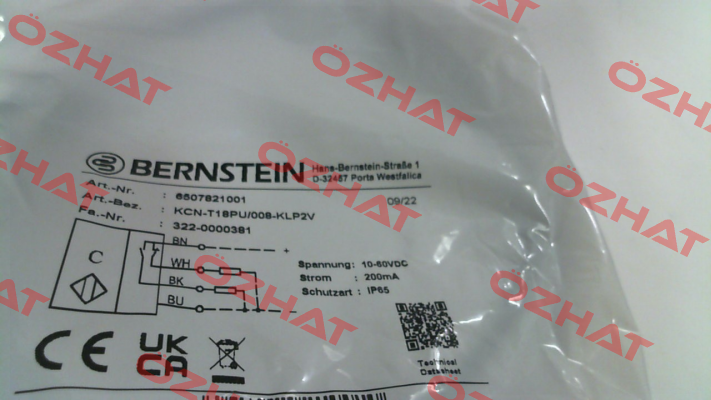 BERNSTEIN
Hans-Bernstein-Straße 1
D-32457 Porta Westfalica
Art.-Nr. : 6507821001
09/22
Art.-Bez. : KCN-T18PU/008-KLP2V
Fa.-Nr. : 322-0000381
C
BN
+
WH
BK
BU
-
Spannung: 10-60VDC
Strom : 200mA
Schutzart : IP65
CE
UK
CA
Technical
Datasheet
ÖZHAT
ÖZHAT
ÖZHAT
ÖZHAT
ÖZHAT
ÖZHAT
ÖZHAT
ÖZHAT
ÖZHAT